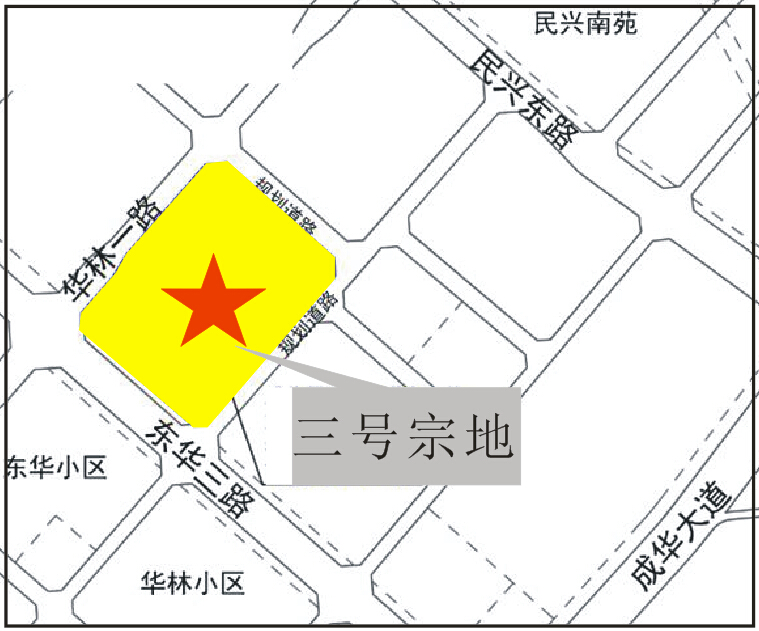 民兴南苑
民兴东路
规划道路
华林一路
规划道路
三号宗地
东华三路
东华小区
成华大道
华林小区